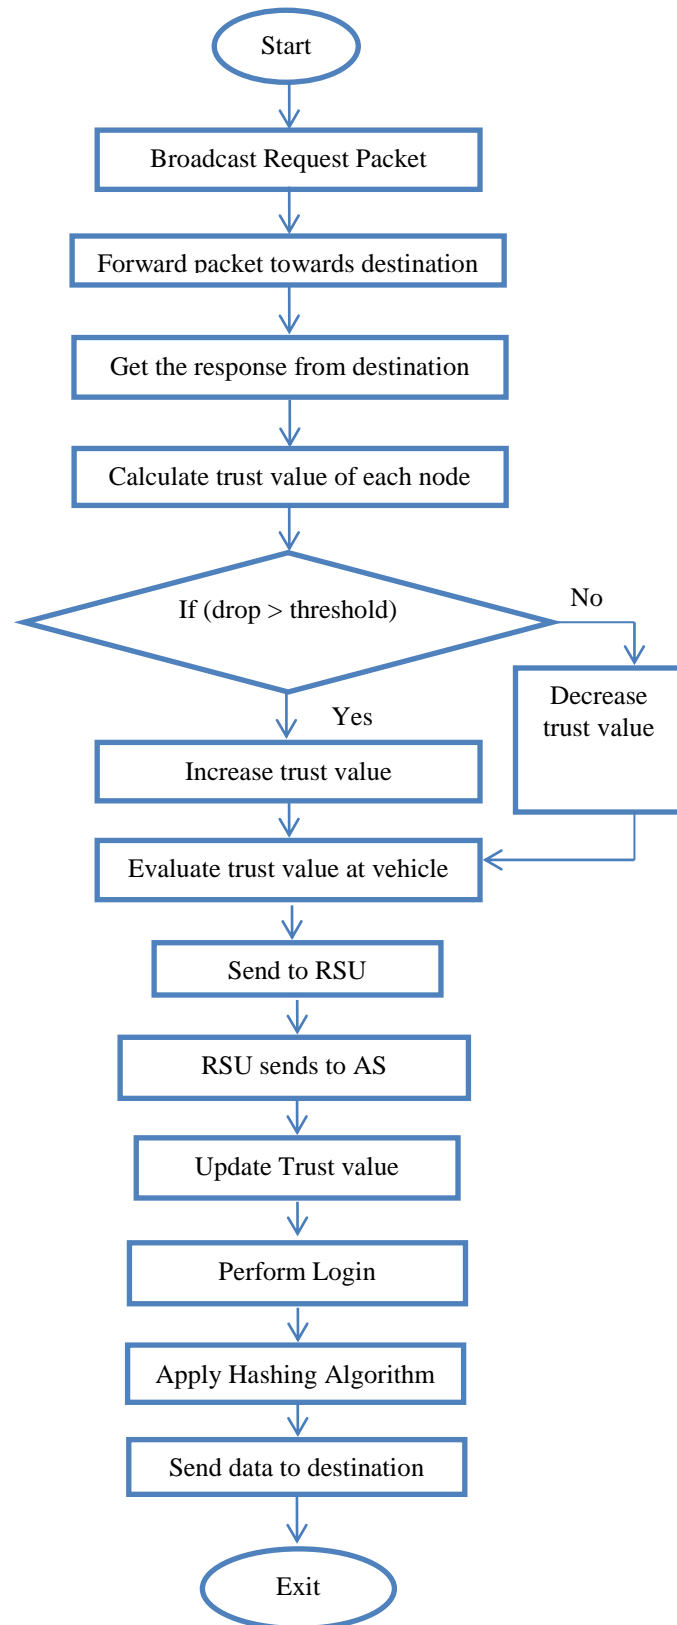 Start
Broadcast Request Packet
Forward packet towards destination
Get the response from destination
Calculate trust value of each node
If (drop > threshold)
No
Decrease
trust value
Yes
Increase trust value
Evaluate trust value at vehicle
Send to RSU
RSU sends to AS
Update Trust value
Perform Login
Apply Hashing Algorithm
Send data to destination
Exit